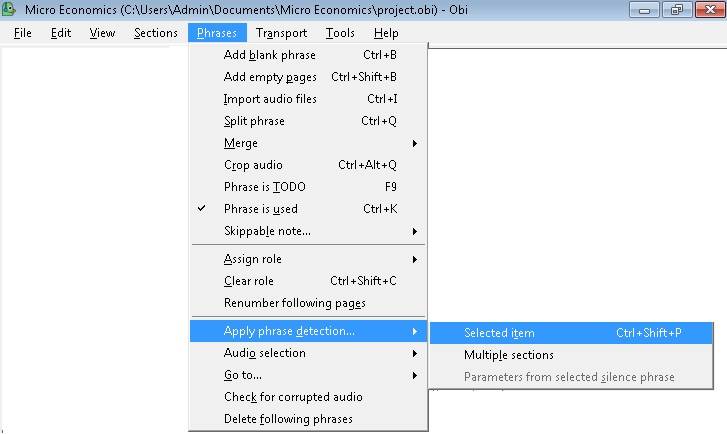 Micro Economics (C:\Users\Admin\Documents\Micro Economics\project.obi) - Obi
File Edit View Sections Phrases Transport Tools Help
Add blank phrase Ctrl+B
Add empty pages Ctrl+Shift+B
Import audio files Ctrl+I
Split phrase Ctrl+Q
Merge
Crop audio Ctrl+Alt+Q
Phrase is TODO F9
Phrase is used Ctrl+K
Skippable note...
Assign role
Clear role Ctrl+Shift+C
Renumber following pages
Apply phrase detection...
Selected item Ctrl+Shift+P
Audio selection
Multiple sections
Go to...
Parameters from selected silence phrase
Check for corrupted audio
Delete following phrases